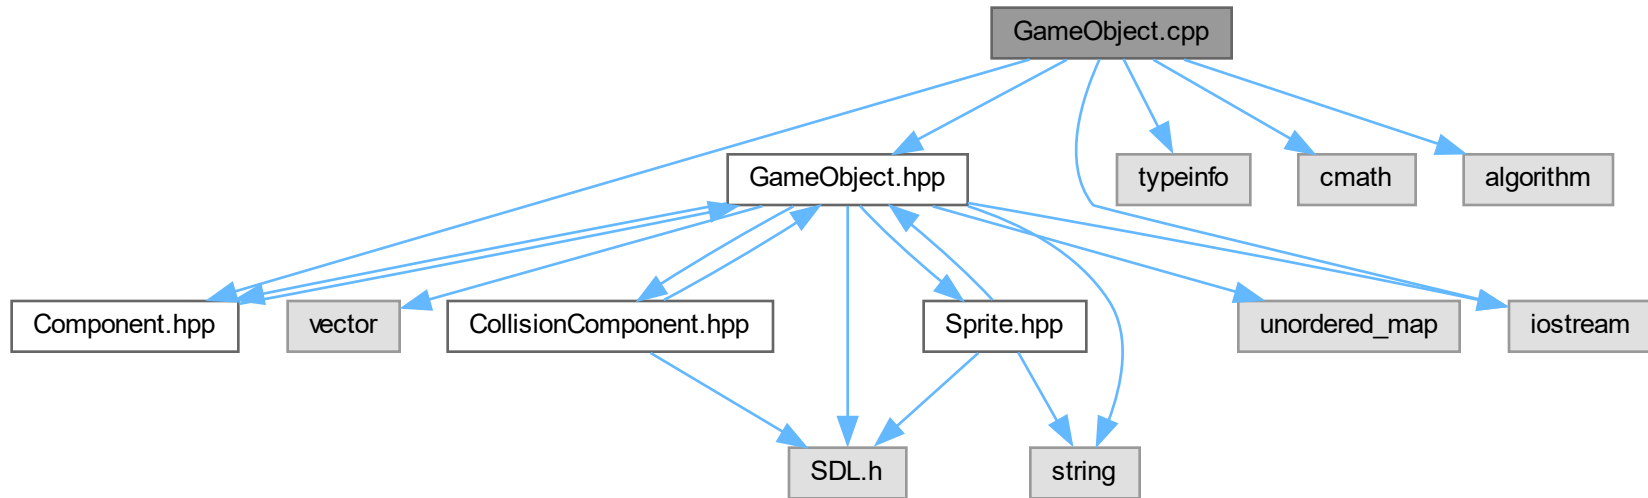 GameObject.cpp
GameObject.hpp
typeinfo
cmath
algorithm
Component.hpp
vector
CollisionComponent.hpp
Sprite.hpp
unordered_map
iostream
SDL.h
string